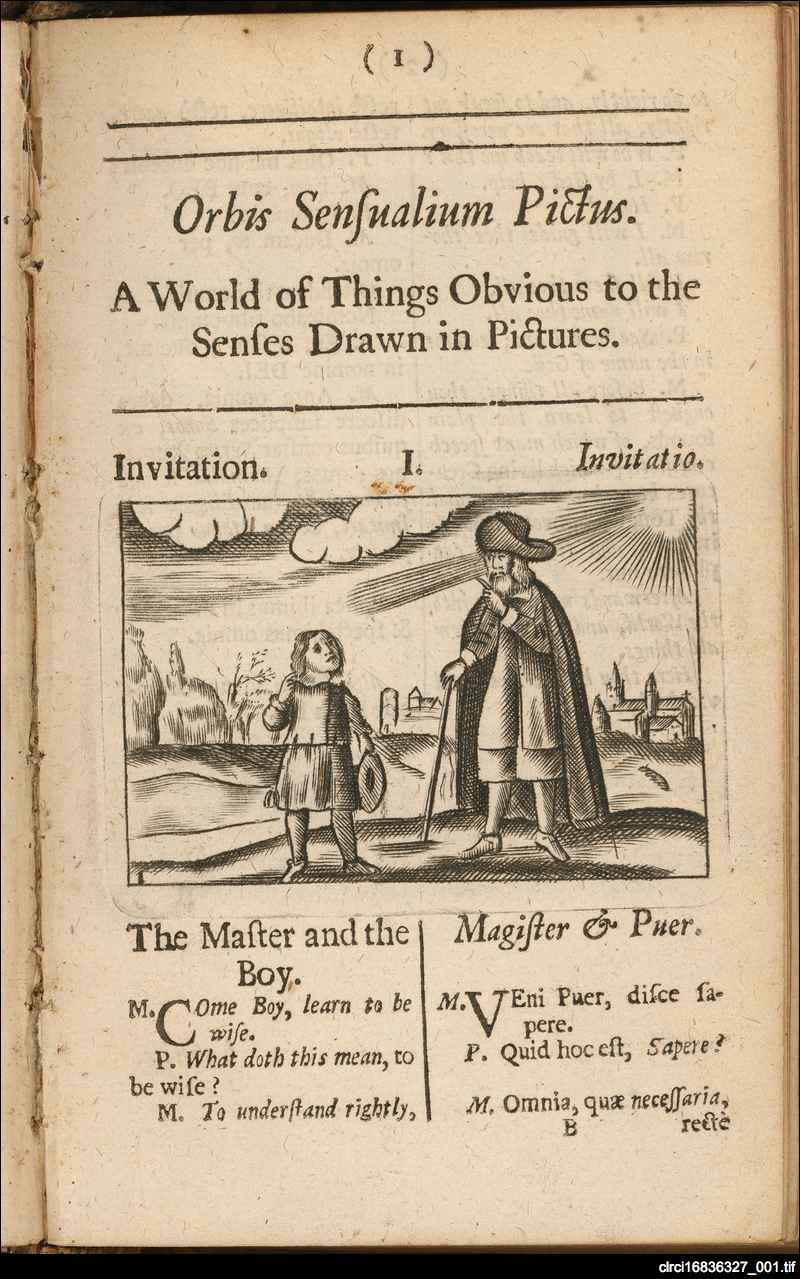 ( 1 )
Orbis Senſualium Pictus.
A World of Things Obvious to the
Senſes Drawn in Pictures.
Invitation. I. Invitatio.
The Maſter and the
Boy.
M. COme Boy, learn to be
wiſe.
P. What doth this mean, to
be wiſe?
M. To underſtand rightly,
Magiſter & Puer.
M. VEni Puer, diſce ſa-
pere.
P. Quid hoc eſt, Sapere?
M. Omnia, quæ neceſſaria,
B rectè
clrci16836327_001.tif